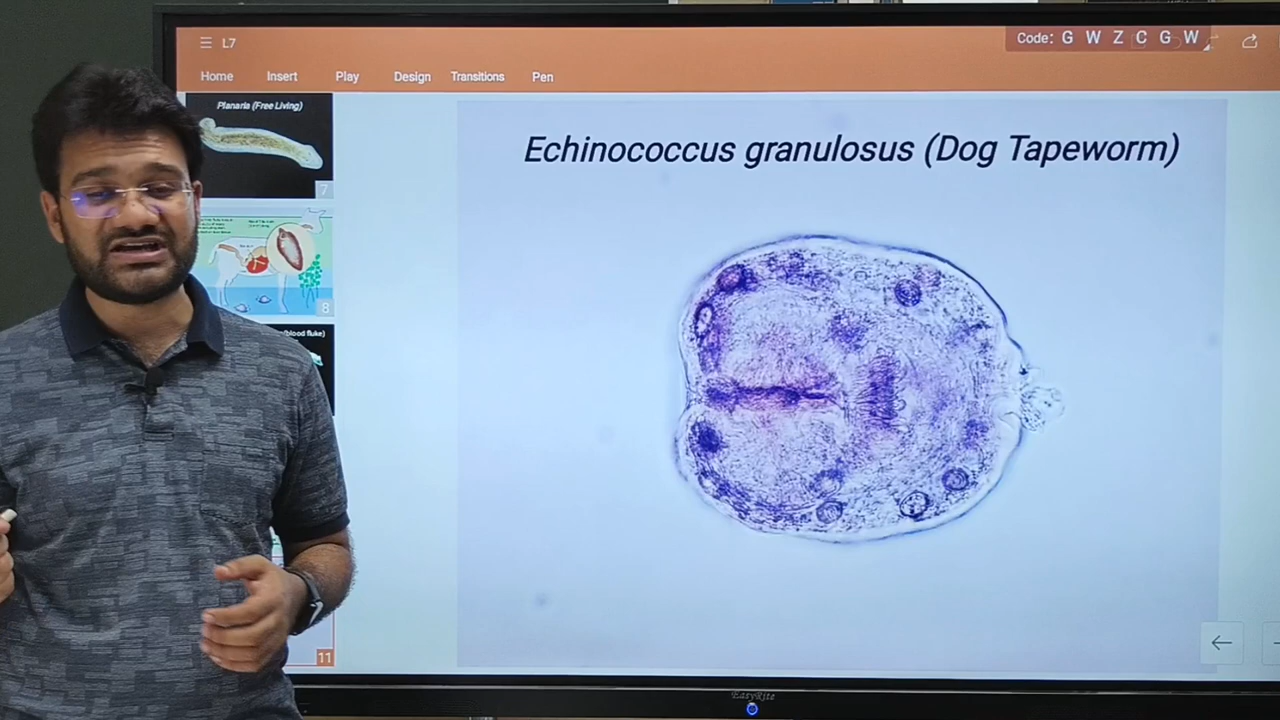 L7
Code: G W Z C G W
Home Insert Play Design Transitions Pen
Planaria (Free Living)
7
Echinococcus granulosus (Dog Tapeworm)
8
(blood fluke)
11
EasyRite